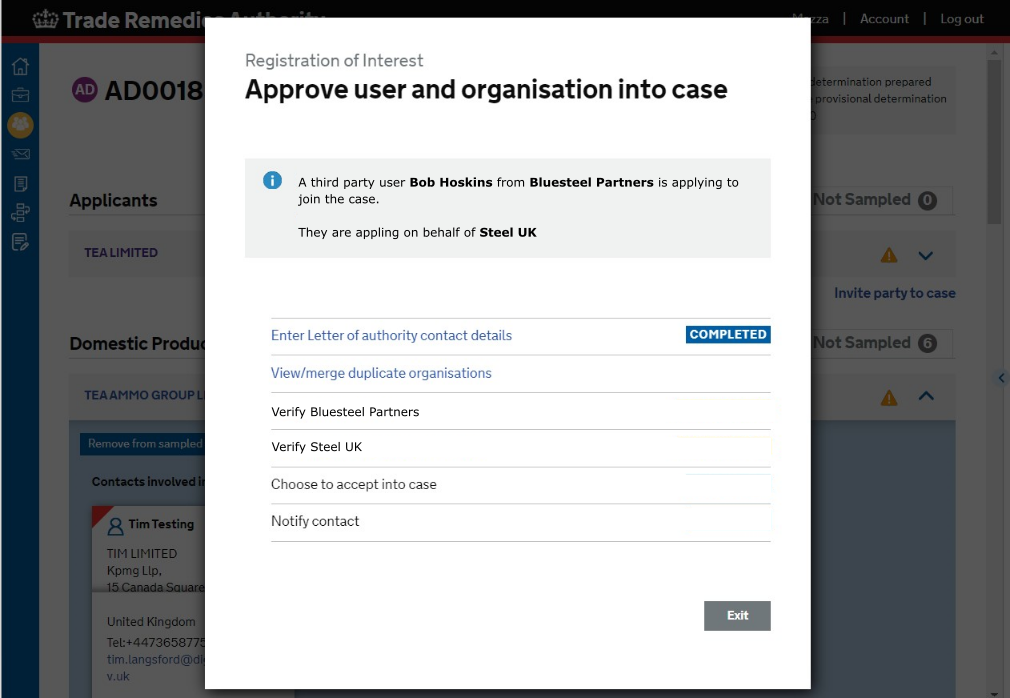 Trade Remedies Authority
Account | Log out
AD AD0018
determination prepared
provisional determination
Registration of Interest
Approve user and organisation into case
A third party user Bob Hoskins from Bluesteel Partners is applying to
join the case.
They are appling on behalf of Steel UK
Applicants
Not Sampled 0
TEA LIMITED
Invite party to case
Enter Letter of authority contact details COMPLETED
View/merge duplicate organisations
Verify Bluesteel Partners
Verify Steel UK
Choose to accept into case
Notify contact
Exit
Domestic
Not Sampled 6
TEA AMMO GROUP
Remove from sampled
Contacts involved
Tim Testing
TIM LIMITED
Kpmg Llp,
15 Canada Square
United Kingdom
Tel:+4473658775
tim.langsford@di
v.uk